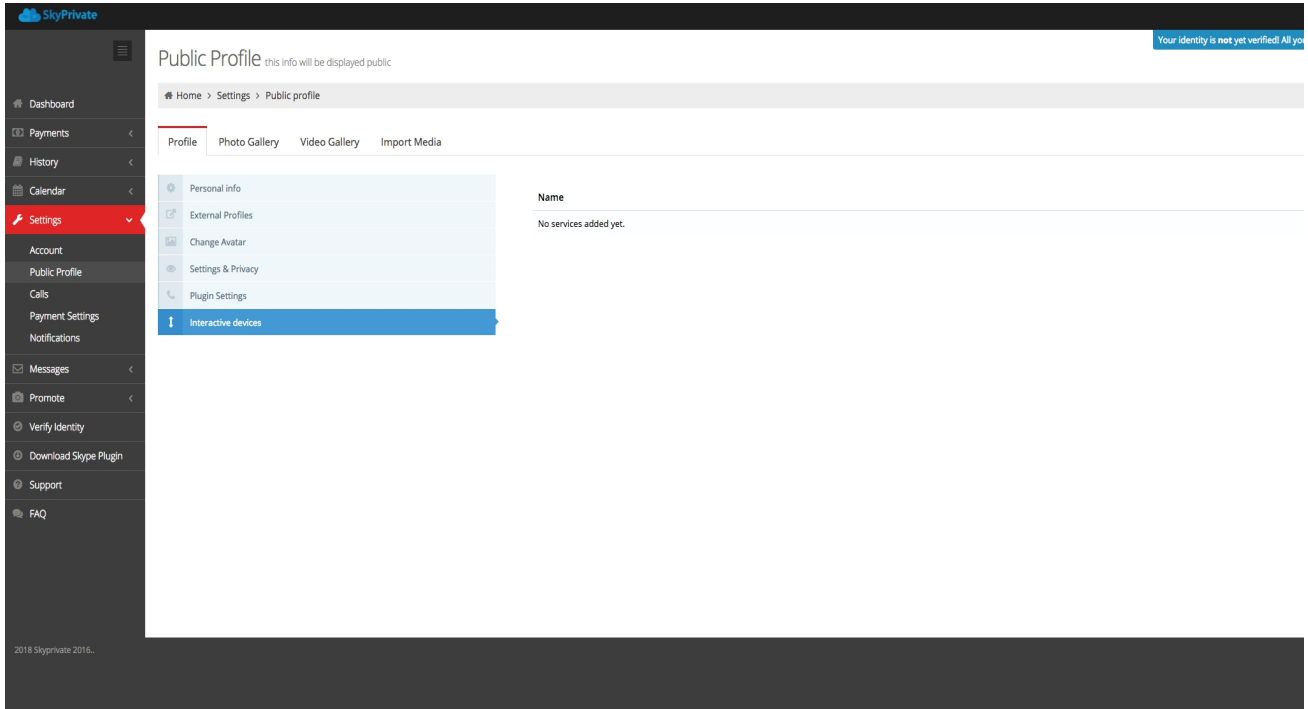 SkyPrivate
Your identity is not yet verified! All you
Public Profile this info will be displayed public
Home > Settings > Public profile
Dashboard
Payments
History
Calendar
Settings
Account
Public Profile
Calls
Payment Settings
Notifications
Messages
Promote
Verify Identity
Download Skype Plugin
Support
FAQ
Profile Photo Gallery Video Gallery Import Media
Personal info
External Profiles
Change Avatar
Settings & Privacy
Plugin Settings
Interactive devices
Name
No services added yet.
2018 Skyprivate 2016..